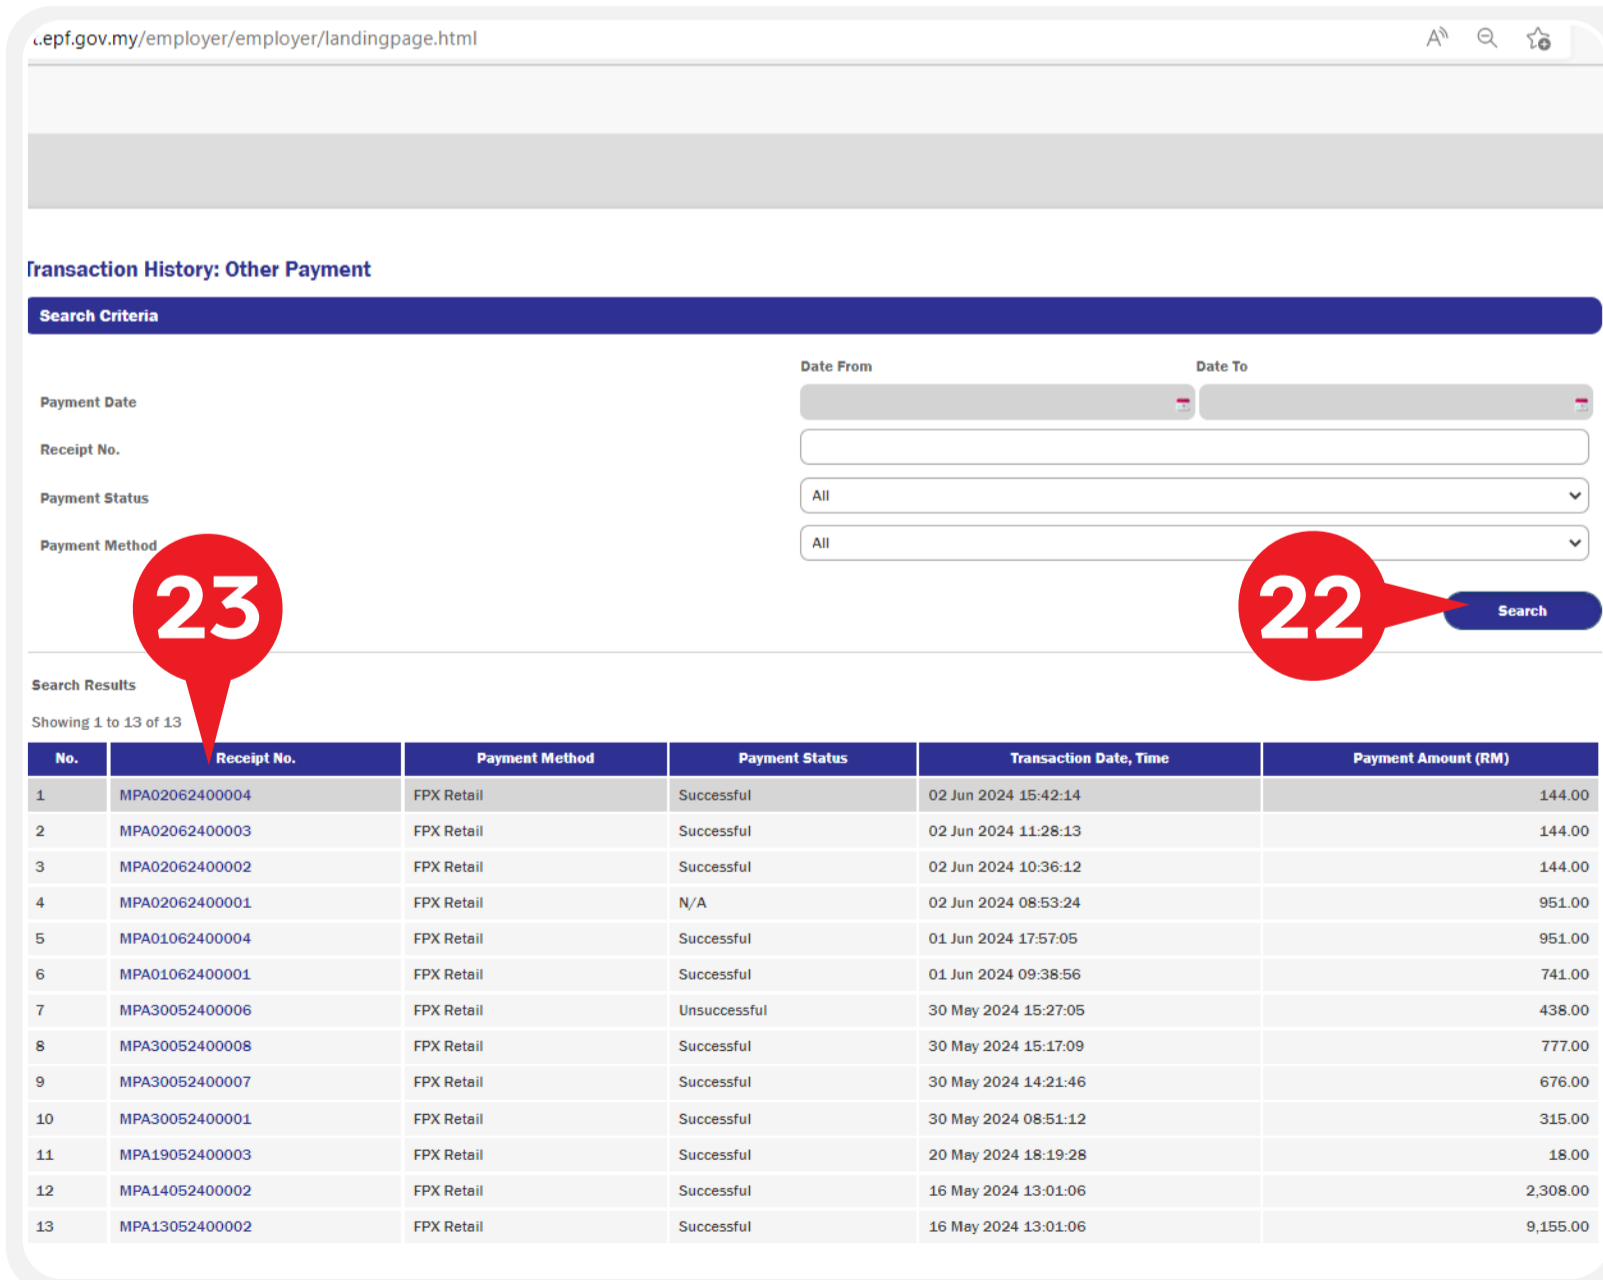 t.epf.gov.my/employer/employer/landingpage.html
Transaction History: Other Payment
Search Criteria
Date From Date To
Payment Date
Receipt No.
Payment Status All
Payment Method All
23
22
Search
Search Results
Showing 1 to 13 of 13
No. Receipt No. Payment Method Payment Status Transaction Date, Time Payment Amount (RM)
1 MPA02062400004 FPX Retail Successful 02 Jun 2024 15:42:14 144.00
2 MPA02062400003 FPX Retail Successful 02 Jun 2024 11:28:13 144.00
3 MPA02062400002 FPX Retail Successful 02 Jun 2024 10:36:12 144.00
4 MPA02062400001 FPX Retail N/A 02 Jun 2024 08:53:24 951.00
5 MPA01062400004 FPX Retail Successful 01 Jun 2024 17:57:05 951.00
6 MPA01062400001 FPX Retail Successful 01 Jun 2024 09:38:56 741.00
7 MPA30052400006 FPX Retail Unsuccessful 30 May 2024 15:27:05 438.00
8 MPA30052400008 FPX Retail Successful 30 May 2024 15:17:09 777.00
9 MPA30052400007 FPX Retail Successful 30 May 2024 14:21:46 676.00
10 MPA30052400001 FPX Retail Successful 30 May 2024 08:51:12 315.00
11 MPA19052400003 FPX Retail Successful 20 May 2024 18:19:28 18.00
12 MPA14052400002 FPX Retail Successful 16 May 2024 13:01:06 2,308.00
13 MPA13052400002 FPX Retail Successful 16 May 2024 13:01:06 9,155.00